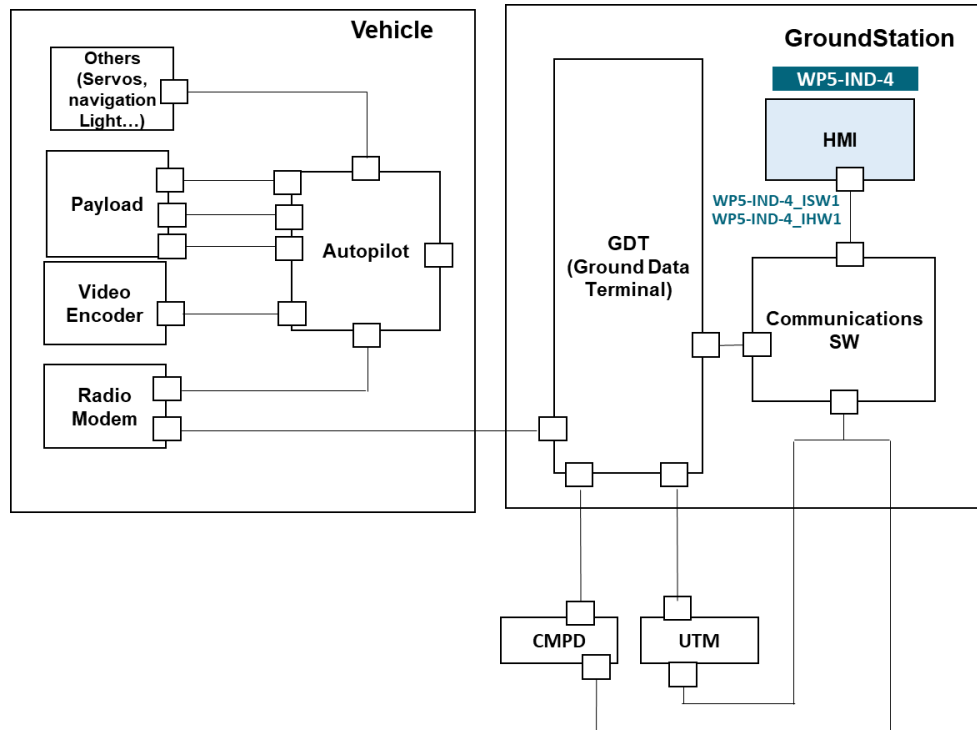 Vehicle
Others
(Servos,
navigation
Light...)
Payload
Autopilot
Video
Encoder
Radio
Modem
GroundStation
WP5-IND-4
HMI
WP5-IND-4_ISW1
WP5-IND-4_IHW1
GDT
(Ground Data
Terminal)
Communications
SW
CMPD
UTM